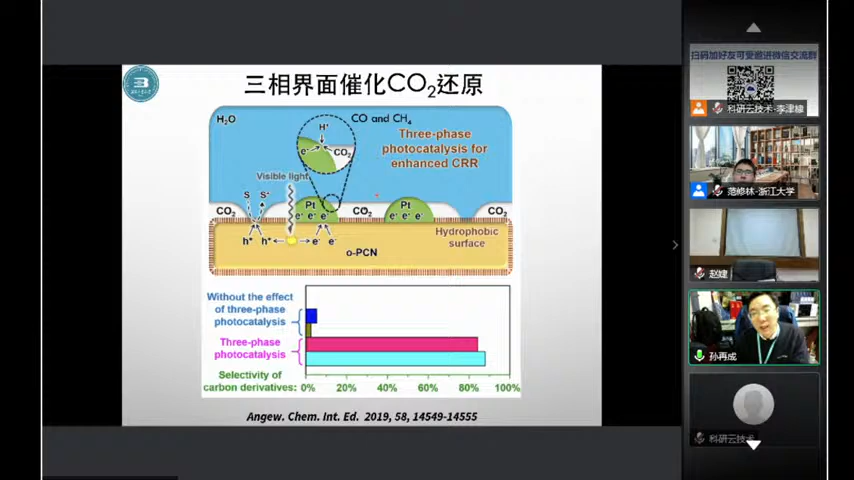 三相界面催化CO₂还原
H₂O
CO and CH₄
H⁺
e⁻
CO₂
Three-phase
photocatalysis for
enhanced CRR
Visible light
S
S⁺
CO₂
Pt
e⁻ e⁻ e⁻
CO₂
Pt
e⁻ e⁻ e⁻
CO₂
h⁺
h⁺
e⁻
e⁻
Hydrophobic
surface
o-PCN
Without the effect
of three-phase
photocatalysis
Three-phase
photocatalysis
Selectivity of
carbon derivatives:
0% 20% 40% 60% 80% 100%
Angew. Chem. Int. Ed. 2019, 58, 14549-14555
扫码加好友可受邀进微信交流群
科研云技术-李津緣
范修林-浙江大学
赵婕
孙再成
科研云技术